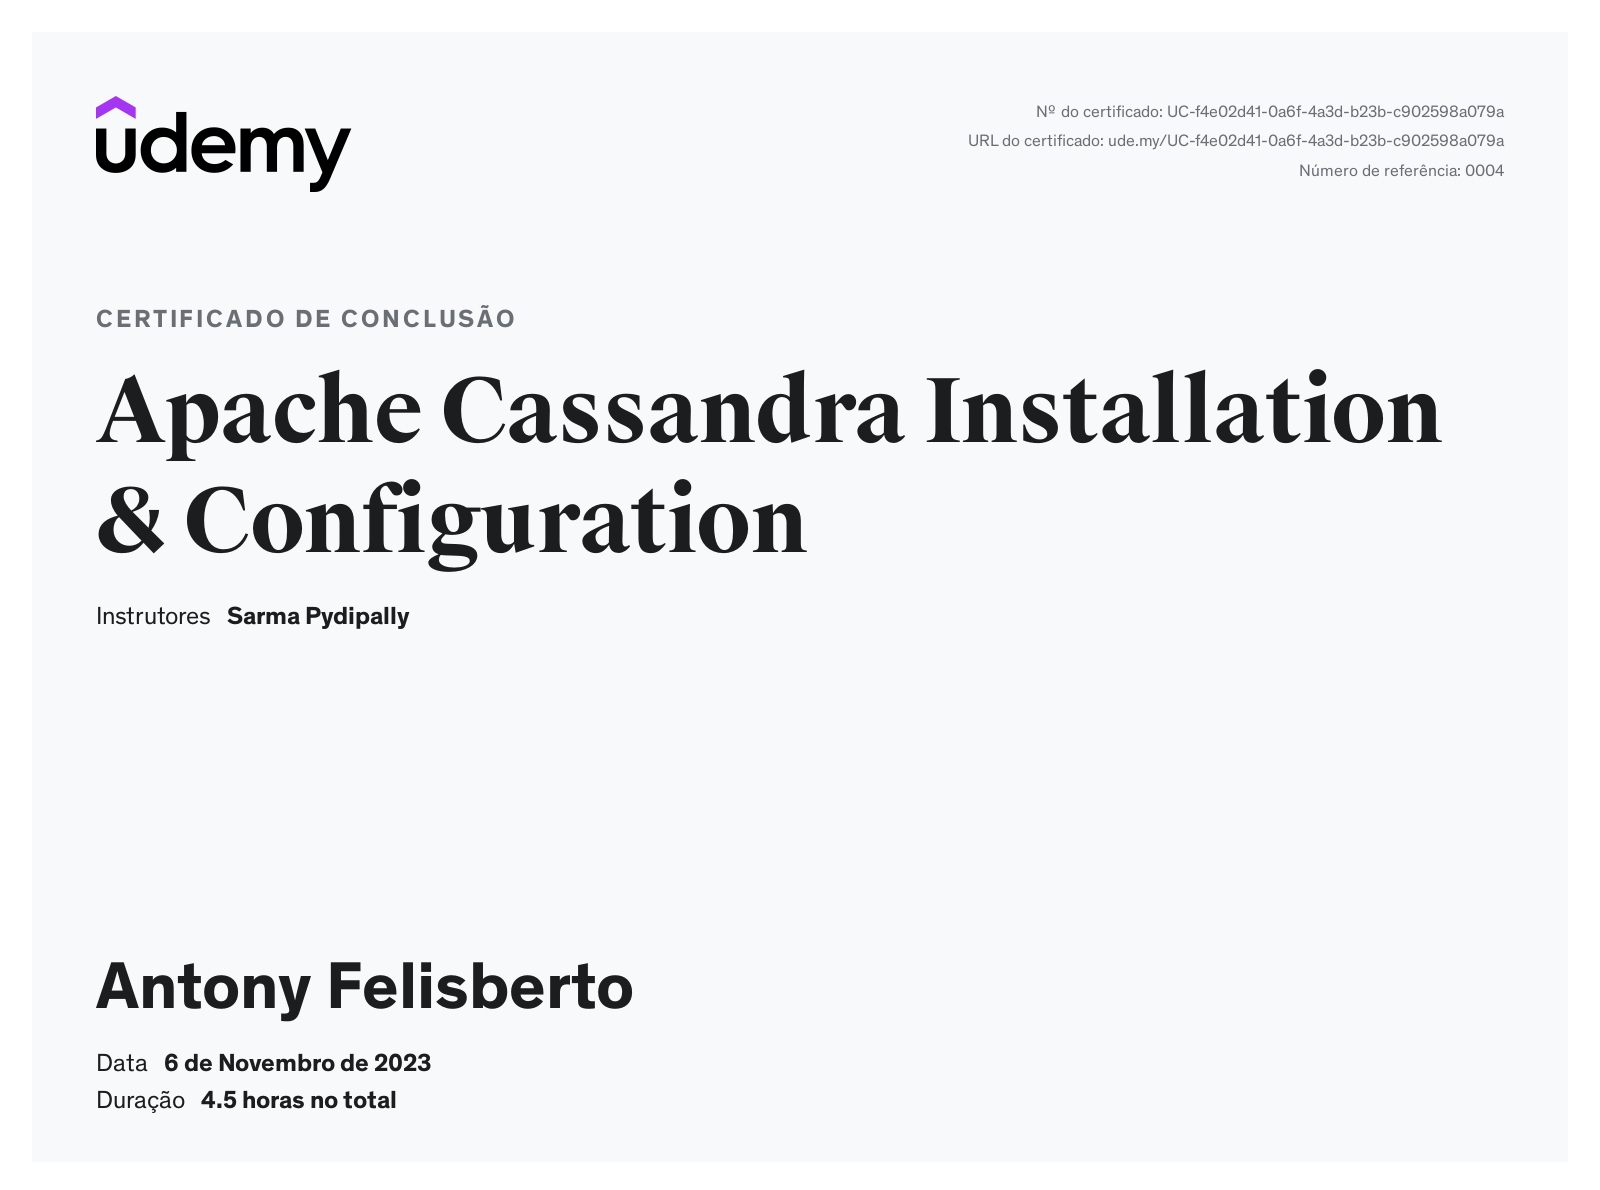 udemy
Nº do certificado: UC-f4e02d41-0a6f-4a3d-b23b-c902598a079a
URL do certificado: ude.my/UC-f4e02d41-0a6f-4a3d-b23b-c902598a079a
Número de referência: 0004
CERTIFICADO DE CONCLUSÃO
Apache Cassandra Installation
& Configuration
Instrutores Sarma Pydipally
Antony Felisberto
Data 6 de Novembro de 2023
Duração 4.5 horas no total